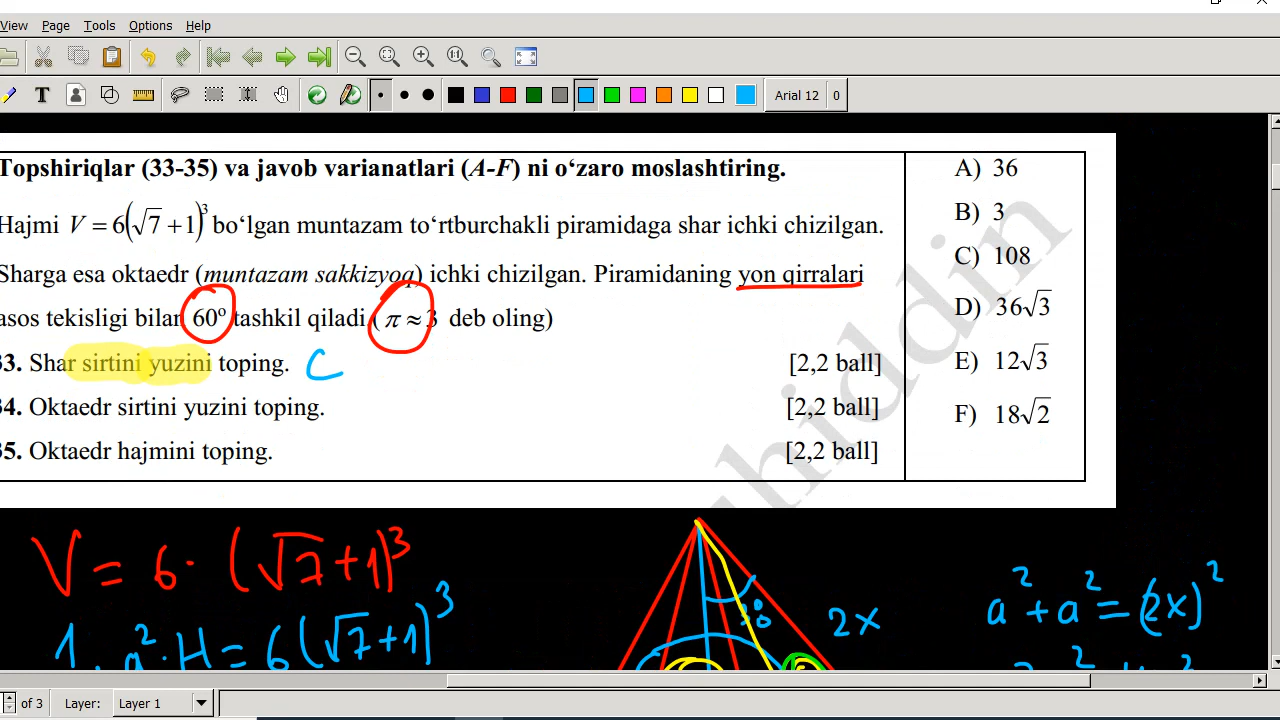 View Page Tools Options Help
Arial 12 0
Topshiriqlar (33-35) va javob varianatlari (A-F) ni o‘zaro moslashtiring.
Hajmi V = 6(√7 + 1)³ bo‘lgan muntazam to‘rtburchakli piramidaga shar ichki chizilgan.
Sharga esa oktaedr (muntazam sakkizyoq) ichki chizilgan. Piramidaning yon qirralari
asos tekisligi bilan 60º tashkil qiladi ( π ≈ 3 deb oling)
33. Shar sirtini yuzini toping. C [2,2 ball]
34. Oktaedr sirtini yuzini toping. [2,2 ball]
35. Oktaedr hajmini toping. [2,2 ball]
A) 36
B) 3
C) 108
D) 36√3
E) 12√3
F) 18√2
hiddin
V = 6 · (√7 + 1)³
a² · H = 6 (√7 + 1)³
30
2x
a² + a² = (2x)²
of 3 Layer: Layer 1